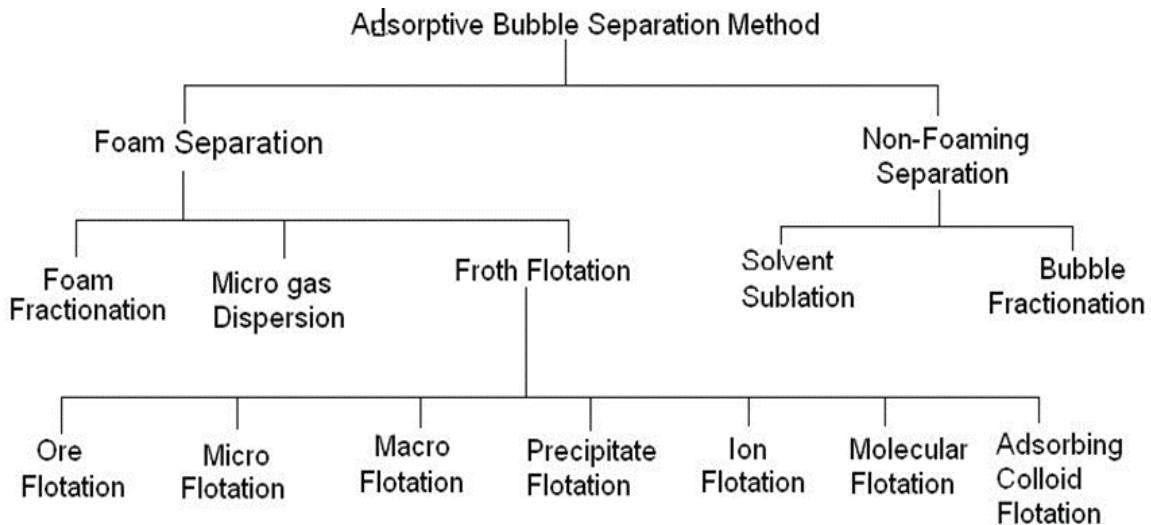 Adsorptive Bubble Separation Method
Foam Separation
Non-Foaming
Separation
Foam
Fractionation
Micro gas
Dispersion
Froth Flotation
Solvent
Sublation
Bubble
Fractionation
Ore
Flotation
Micro
Flotation
Macro
Flotation
Precipitate
Flotation
Ion
Flotation
Molecular
Flotation
Adsorbing
Colloid
Flotation